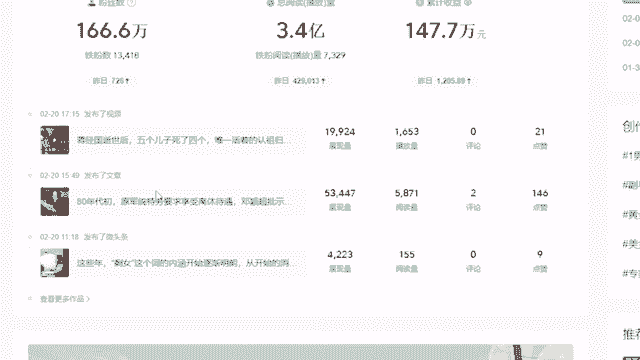 粉丝数
总阅读(播放)量
累计收益
166.6万
3.4亿
147.7万元
铁粉数 13,416
铁粉阅读(播放)量 7,329
昨日 726↑
昨日 429,013↑
昨日 1,205.89↑
02-20 17:15 发布了视频
蒋经国逝世后，五个儿子死了四个，唯一活着的认祖归...
19,924
展现量
1,653
播放量
0
评论
21
点赞
02-20 15:49 发布了文章
80年代初，原军统特务要求享受离休待遇，邓颖超批示...
53,447
展现量
5,871
阅读量
2
评论
146
点赞
02-20 11:18 发布了微头条
这些年，“剩女”这个词的内涵开始逐渐明朗，从开始的消...
4,223
展现量
155
阅读量
0
评论
9
点赞
查看更多作品
02-0
02-0
01-3
创作
#1
#副
#黄
#美
#专
推荐